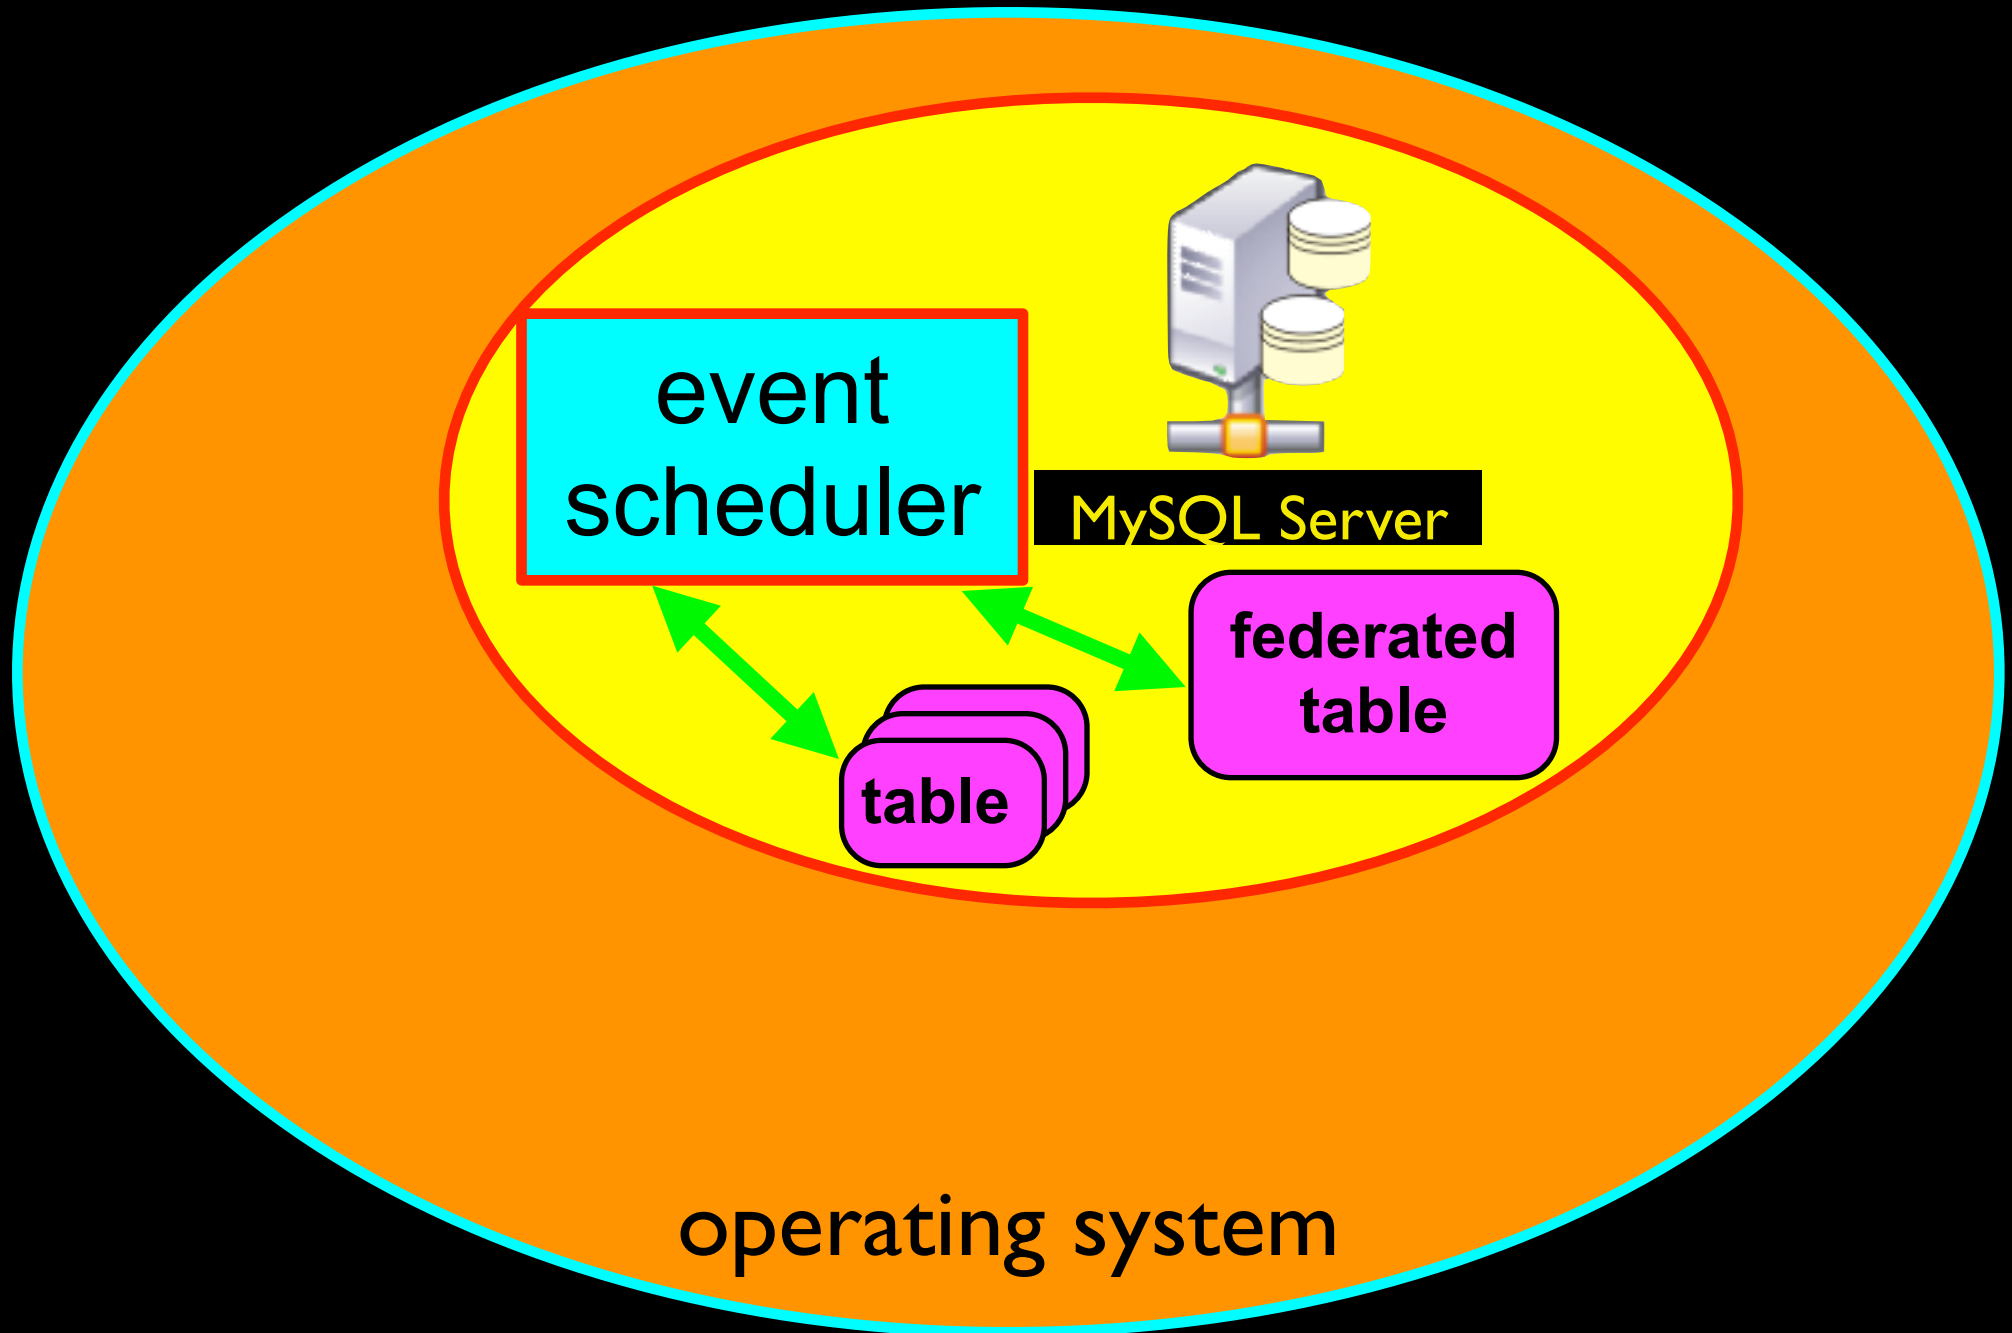 event
scheduler
MySQL Server
federated
table
table
operating system